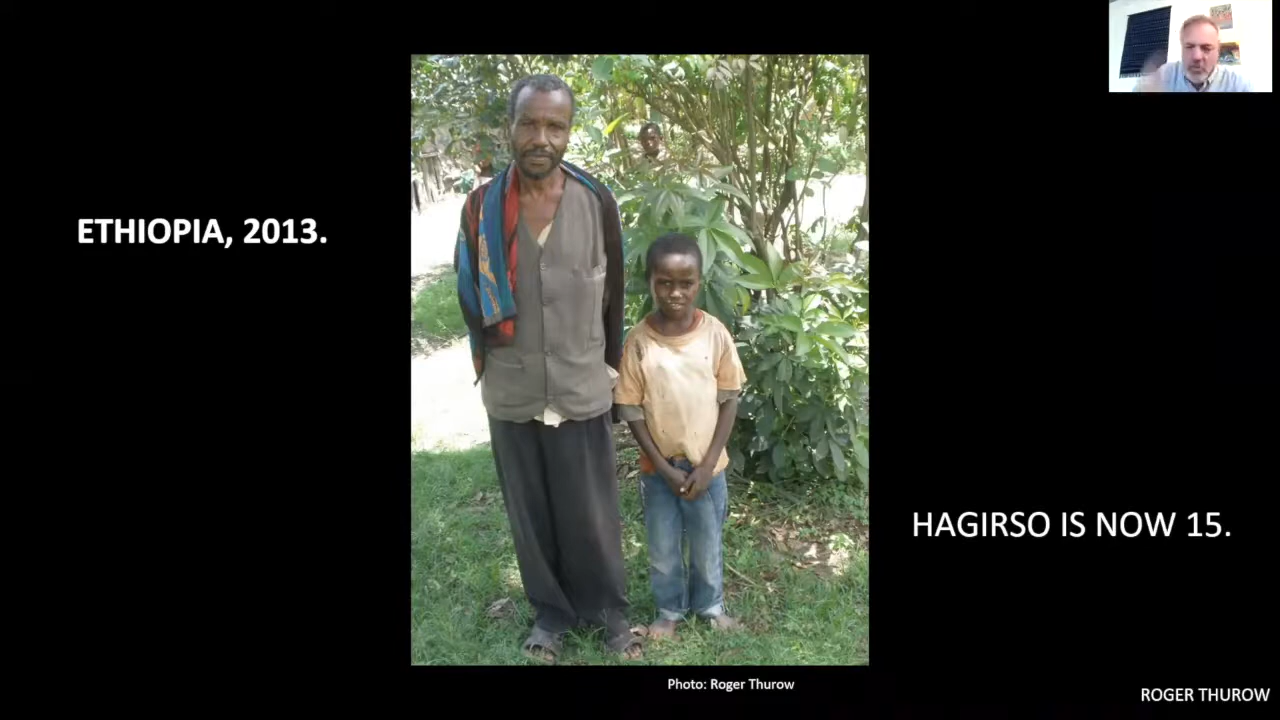 ETHIOPIA, 2013.
HAGIRSO IS NOW 15.
Photo: Roger Thurow
ROGER THUROW